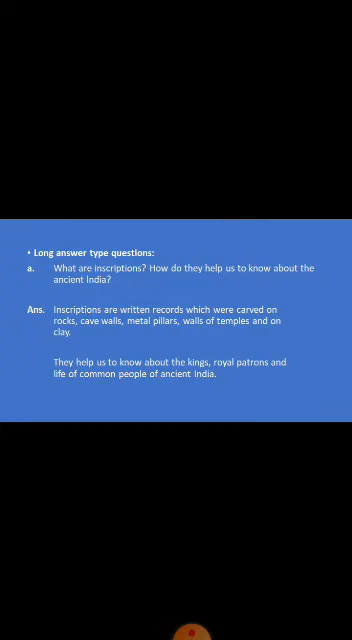 • Long answer type questions:
a. What are inscriptions? How do they help us to know about the
ancient India?
Ans. Inscriptions are written records which were carved on
rocks, cave walls, metal pillars, walls of temples and on
clay.
They help us to know about the kings, royal patrons and
life of common people of ancient India.